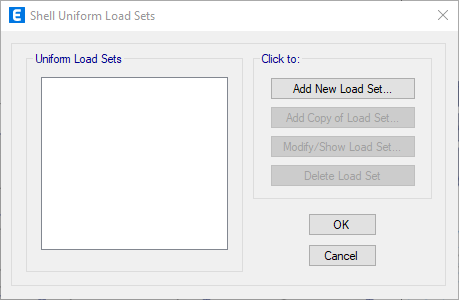 E Shell Uniform Load Sets
Uniform Load Sets
Click to:
Add New Load Set...
Add Copy of Load Set...
Modify/Show Load Set...
Delete Load Set
OK
Cancel